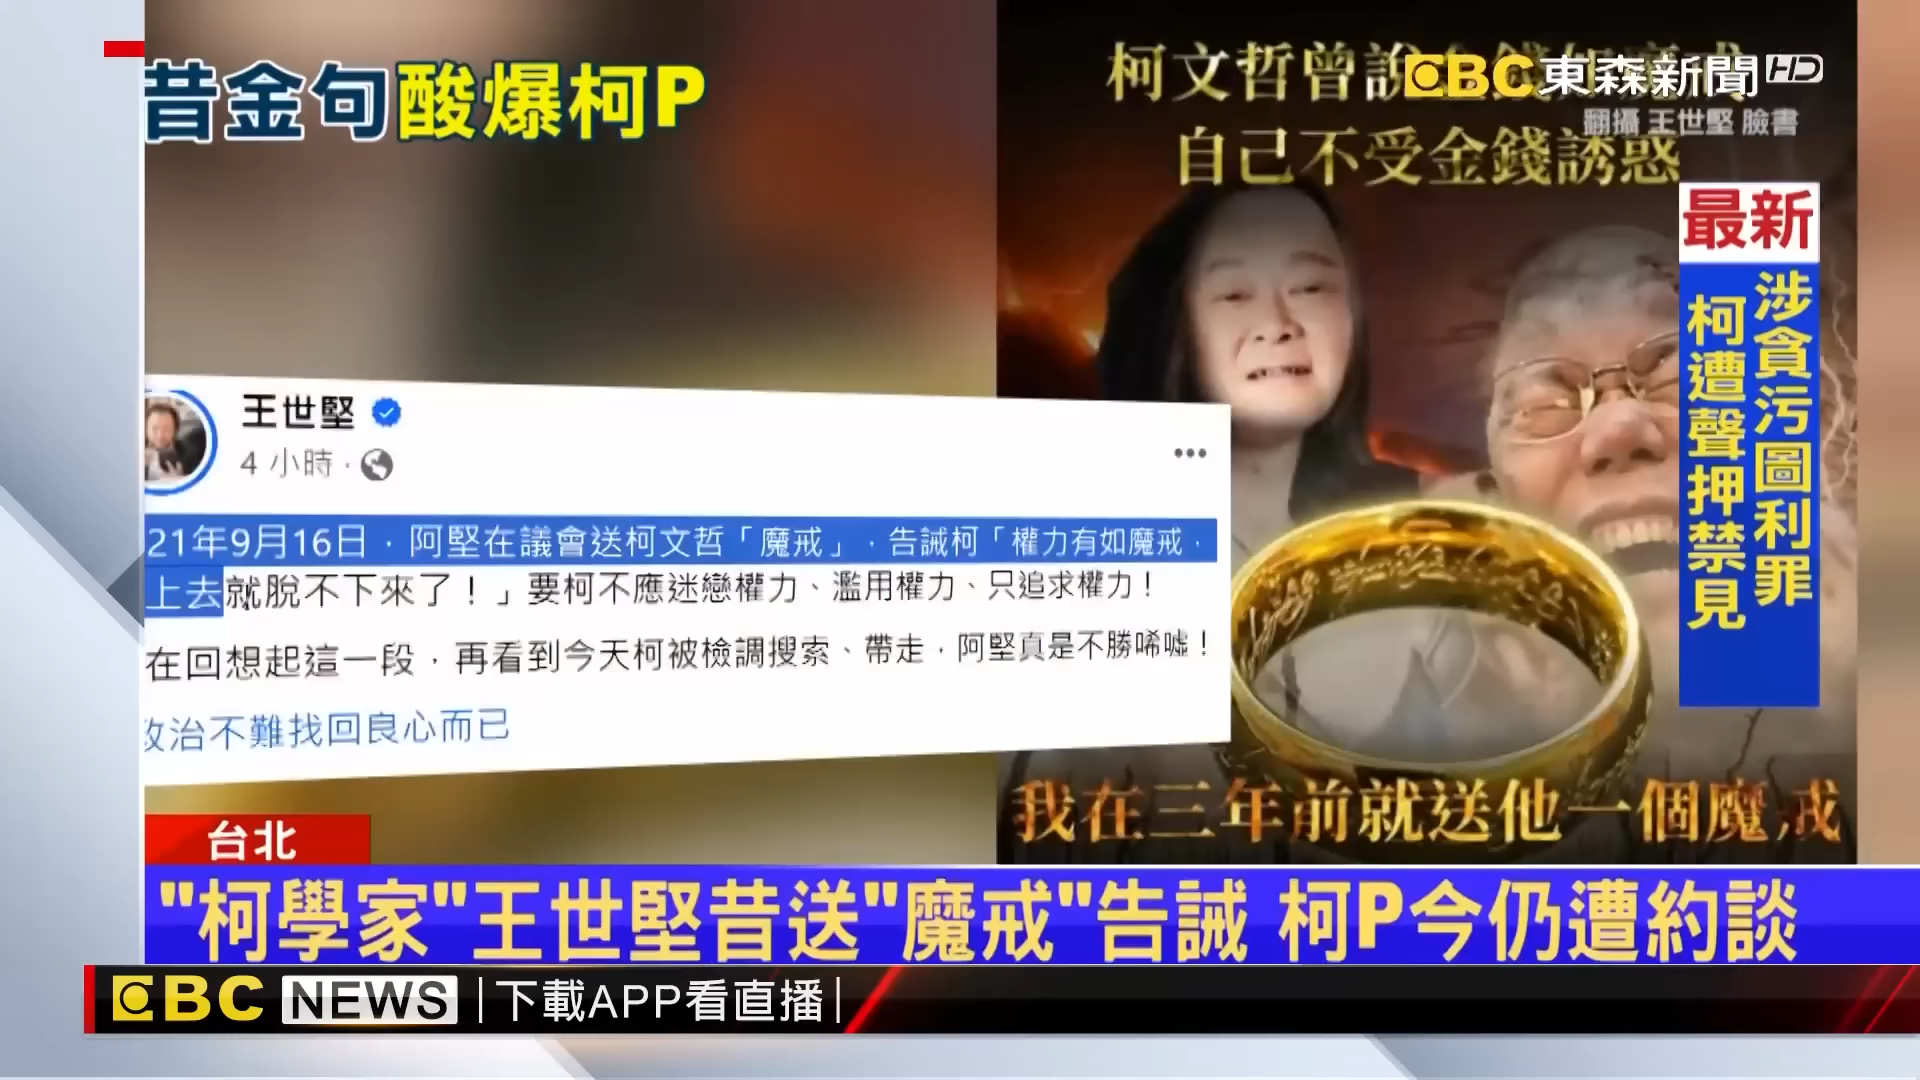 昔金句酸爆柯P
柯文哲曾說金錢如魔戒
自己不受金錢誘惑
EBC東森新聞HD
翻攝 王世堅 臉書
最新
涉貪污圖利罪
柯遭聲押禁見
王世堅
4 小時
21年9月16日，阿堅在議會送柯文哲「魔戒」，告誡柯「權力有如魔戒，
上去就脫不下來了！」要柯不應迷戀權力、濫用權力、只追求權力！
在回想起這一段，再看到今天柯被檢調搜索、帶走，阿堅真是不勝唏噓！
政治不難找回良心而已
我在三年前就送他一個魔戒
台北
"柯學家"王世堅昔送"魔戒"告誡 柯P今仍遭約談
EBC NEWS 下載APP看直播